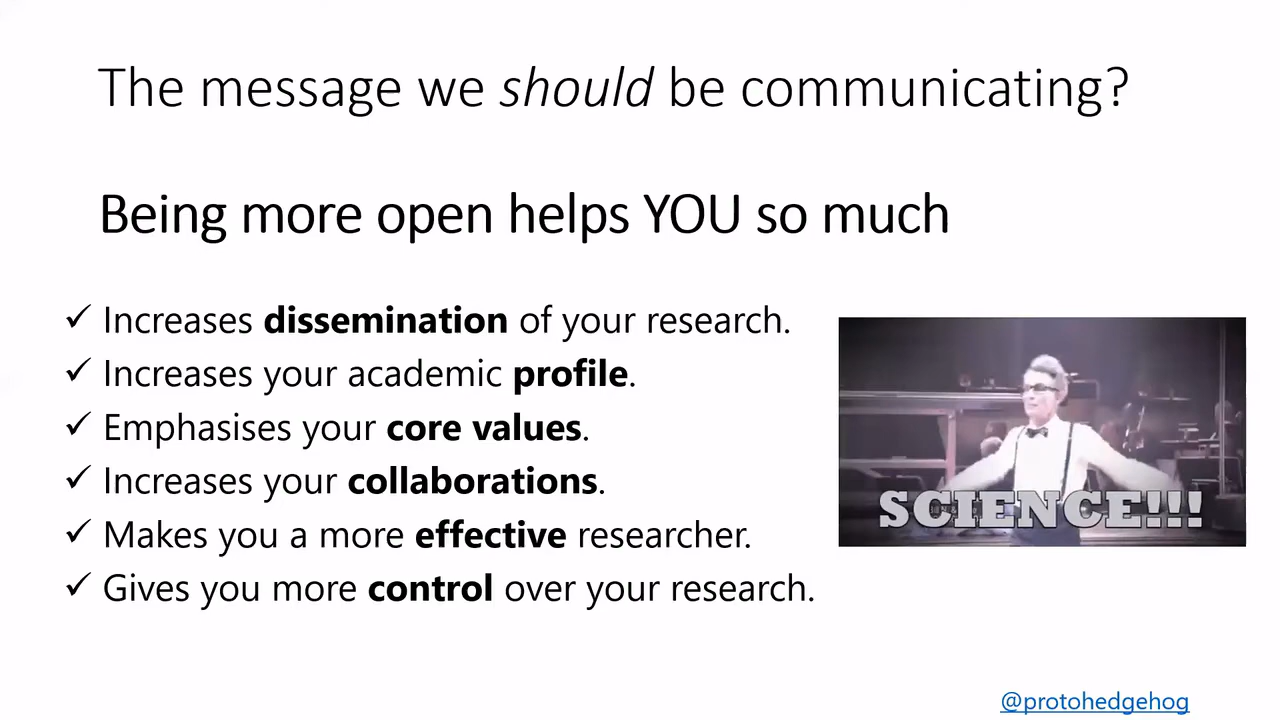 The message we should be communicating?
Being more open helps YOU so much
✓ Increases dissemination of your research.
✓ Increases your academic profile.
✓ Emphasises your core values.
✓ Increases your collaborations.
✓ Makes you a more effective researcher.
✓ Gives you more control over your research.
SCIENCE!!!
@protohedgehog